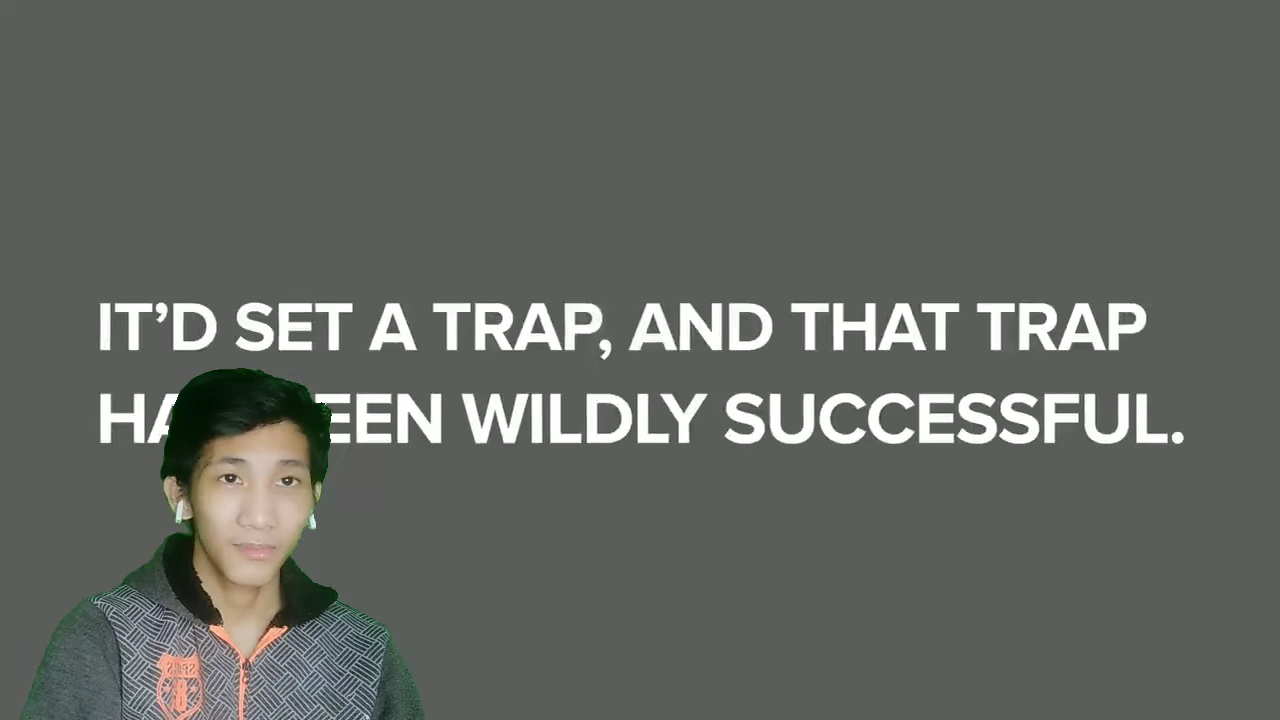 IT’D SET A TRAP, AND THAT TRAP
WILDLY SUCCESSFUL.